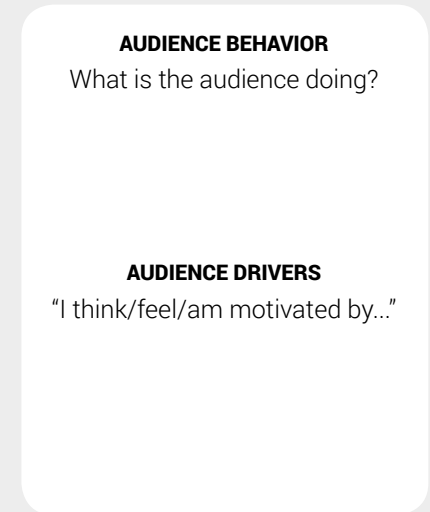 AUDIENCE BEHAVIOR
What is the audience doing?
AUDIENCE DRIVERS
“I think/feel/am motivated by...”